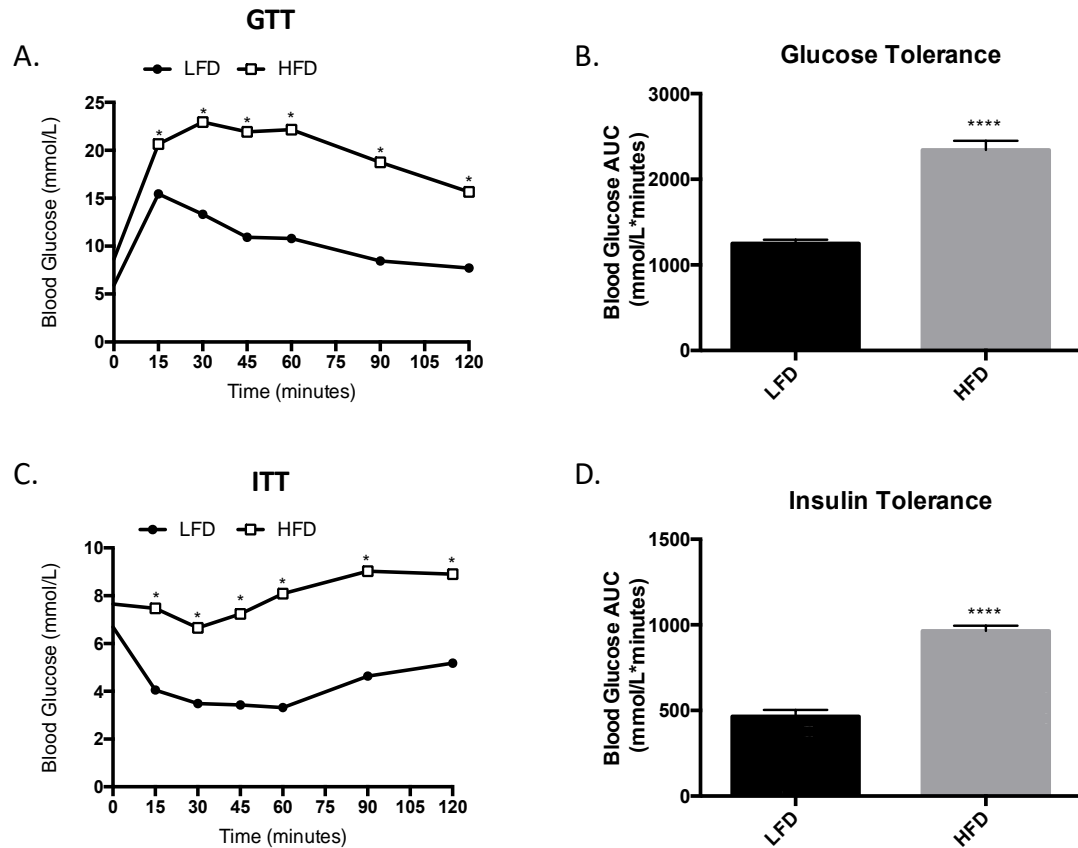 A.
GTT
LFD HFD
* * * * * *
Blood Glucose (mmol/L)
25
20
15
10
5
0
0 15 30 45 60 75 90 105 120
Time (minutes)
B.
Glucose Tolerance
Blood Glucose AUC
(mmol/L*minutes)
3000
2000
1000
0
****
LFD HFD
C.
ITT
LFD HFD
* * * * * *
Blood Glucose (mmol/L)
10
8
6
4
2
0
0 15 30 45 60 75 90 105 120
Time (minutes)
D.
Insulin Tolerance
Blood Glucose AUC
(mmol/L*minutes)
1500
1000
500
0
****
LFD HFD